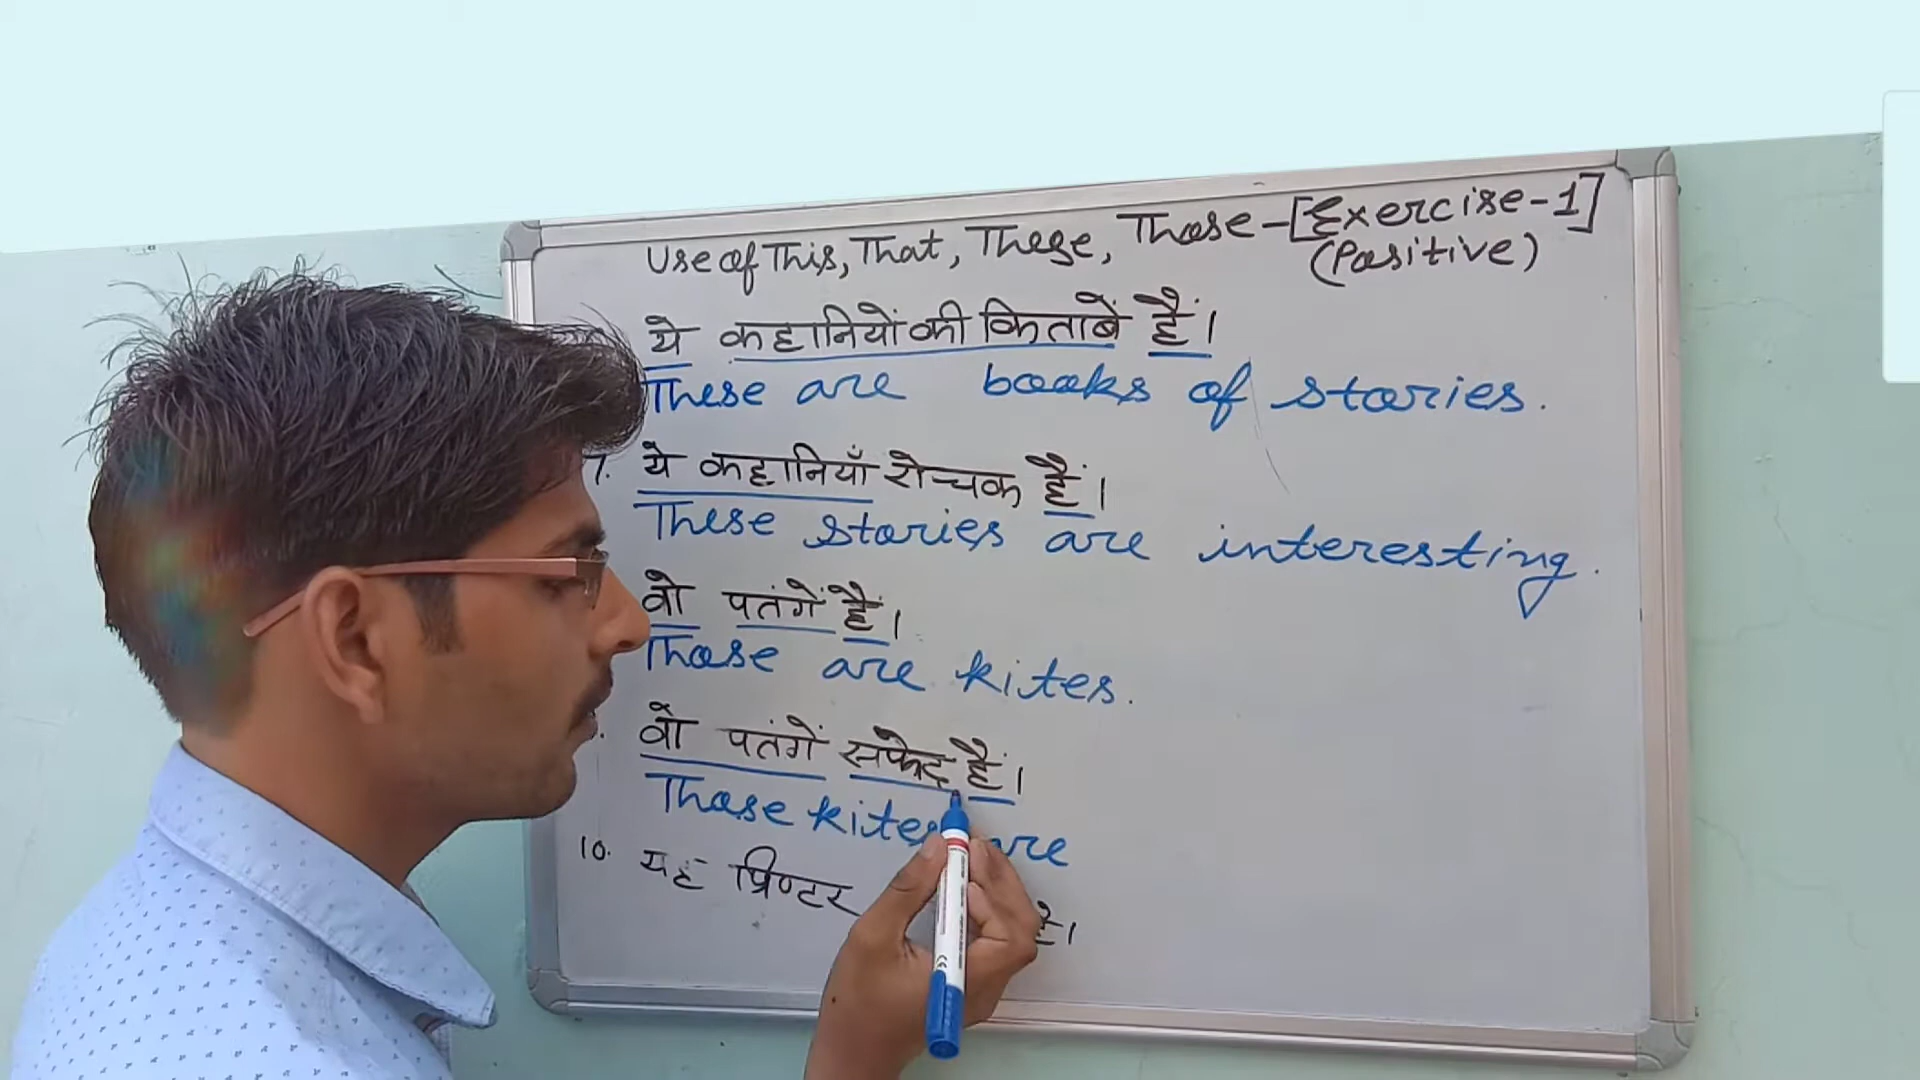 Use of This, That, These, Those-[Exercise-1]
(Positive)
ये कहानियों की किताबें हैं।
These are books of stories.
7. ये कहानियाँ रोचक हैं।
These stories are interesting.
वो पतंगें हैं।
Those are kites.
वो पतंगें सफेद हैं।
Those kites are
10. यह प्रिण्टर है।